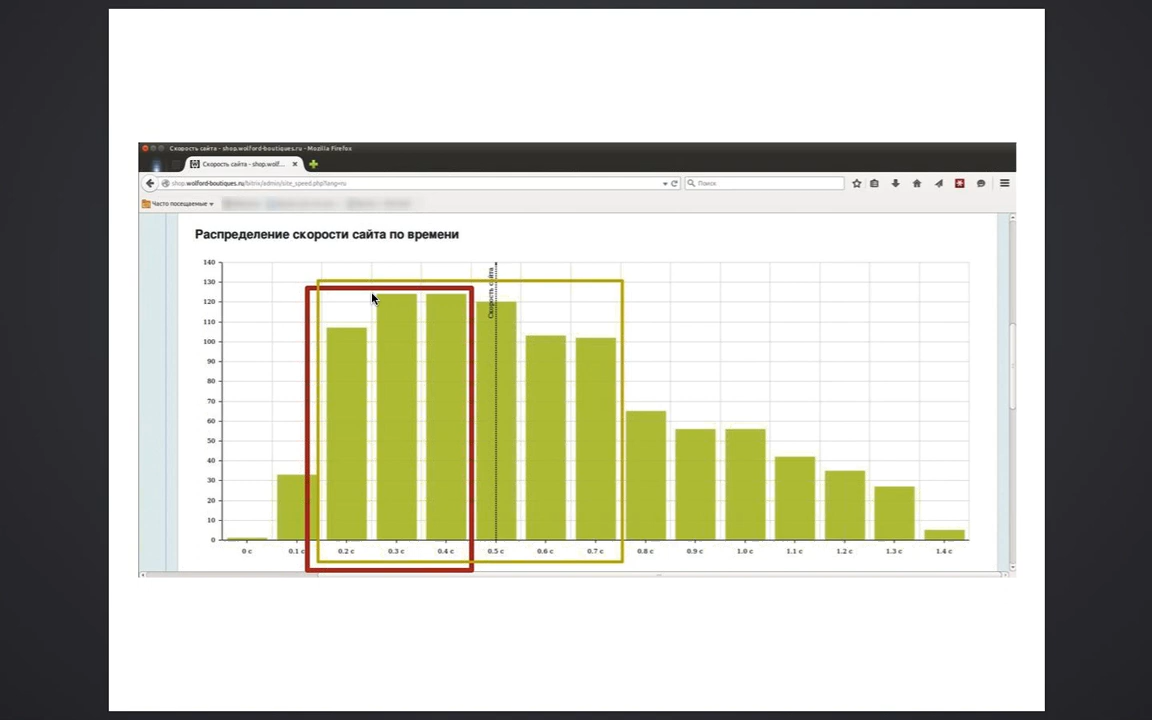 Скорость сайта - shop.wolford-boutiques.ru - Mozilla Firefox
Скорость сайта - shop.wolf...
shop.wolford-boutiques.ru/bitrix/admin/site_speed.php?lang=ru
Поиск
Часто посещаемые
Распределение скорости сайта по времени
140
130
120
110
100
90
80
70
60
50
40
30
20
10
0
Скорость сайта
0 с 0.1 с 0.2 с 0.3 с 0.4 с 0.5 с 0.6 с 0.7 с 0.8 с 0.9 с 1.0 с 1.1 с 1.2 с 1.3 с 1.4 с